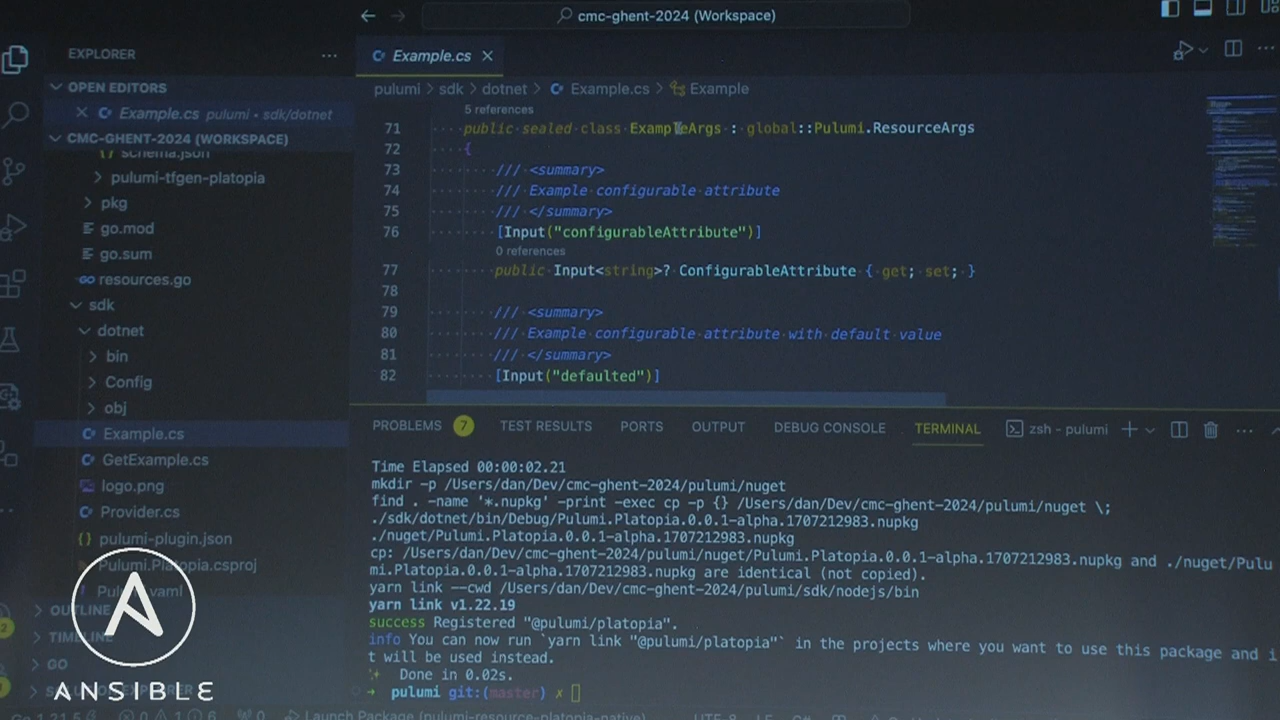 cmc-ghent-2024 (Workspace)
EXPLORER
Example.cs
OPEN EDITORS
pulumi > sdk > dotnet > Example.cs > Example
Example.cs pulumi • sdk/dotnet
CMC-GHENT-2024 (WORKSPACE)
schema.json
pulumi-tfgen-platopia
pkg
go.mod
go.sum
resources.go
sdk
dotnet
bin
Config
obj
Example.cs
GetExample.cs
logo.png
Provider.cs
pulumi-plugin.json
Pulumi.Platopia.csproj
OUTLINE
TIMELINE
GO
5 references
71 public sealed class ExampleArgs : global::Pulumi.ResourceArgs
72 {
73 /// <summary>
74 /// Example configurable attribute
75 /// </summary>
76 [Input("configurableAttribute")]
0 references
77 public Input<string>? ConfigurableAttribute { get; set; }
78
79 /// <summary>
80 /// Example configurable attribute with default value
81 /// </summary>
82 [Input("defaulted")]
PROBLEMS 7 TEST RESULTS PORTS OUTPUT DEBUG CONSOLE TERMINAL zsh - pulumi
Time Elapsed 00:00:02.21
mkdir -p /Users/dan/Dev/cmc-ghent-2024/pulumi/nuget
find . -name '*.nupkg' -print -exec cp -p {} /Users/dan/Dev/cmc-ghent-2024/pulumi/nuget \;
./sdk/dotnet/bin/Debug/Pulumi.Platopia.0.0.1-alpha.1707212983.nupkg
./nuget/Pulumi.Platopia.0.0.1-alpha.1707212983.nupkg
cp: /Users/dan/Dev/cmc-ghent-2024/pulumi/nuget/Pulumi.Platopia.0.0.1-alpha.1707212983.nupkg and ./nuget/Pulu
mi.Platopia.0.0.1-alpha.1707212983.nupkg are identical (not copied).
yarn link --cwd /Users/dan/Dev/cmc-ghent-2024/pulumi/sdk/nodejs/bin
yarn link v1.22.19
success Registered "@pulumi/platopia".
info You can now run `yarn link "@pulumi/platopia"` in the projects where you want to use this package and i
t will be used instead.
Done in 0.02s.
pulumi git:(master) ✗
ANSIBLE